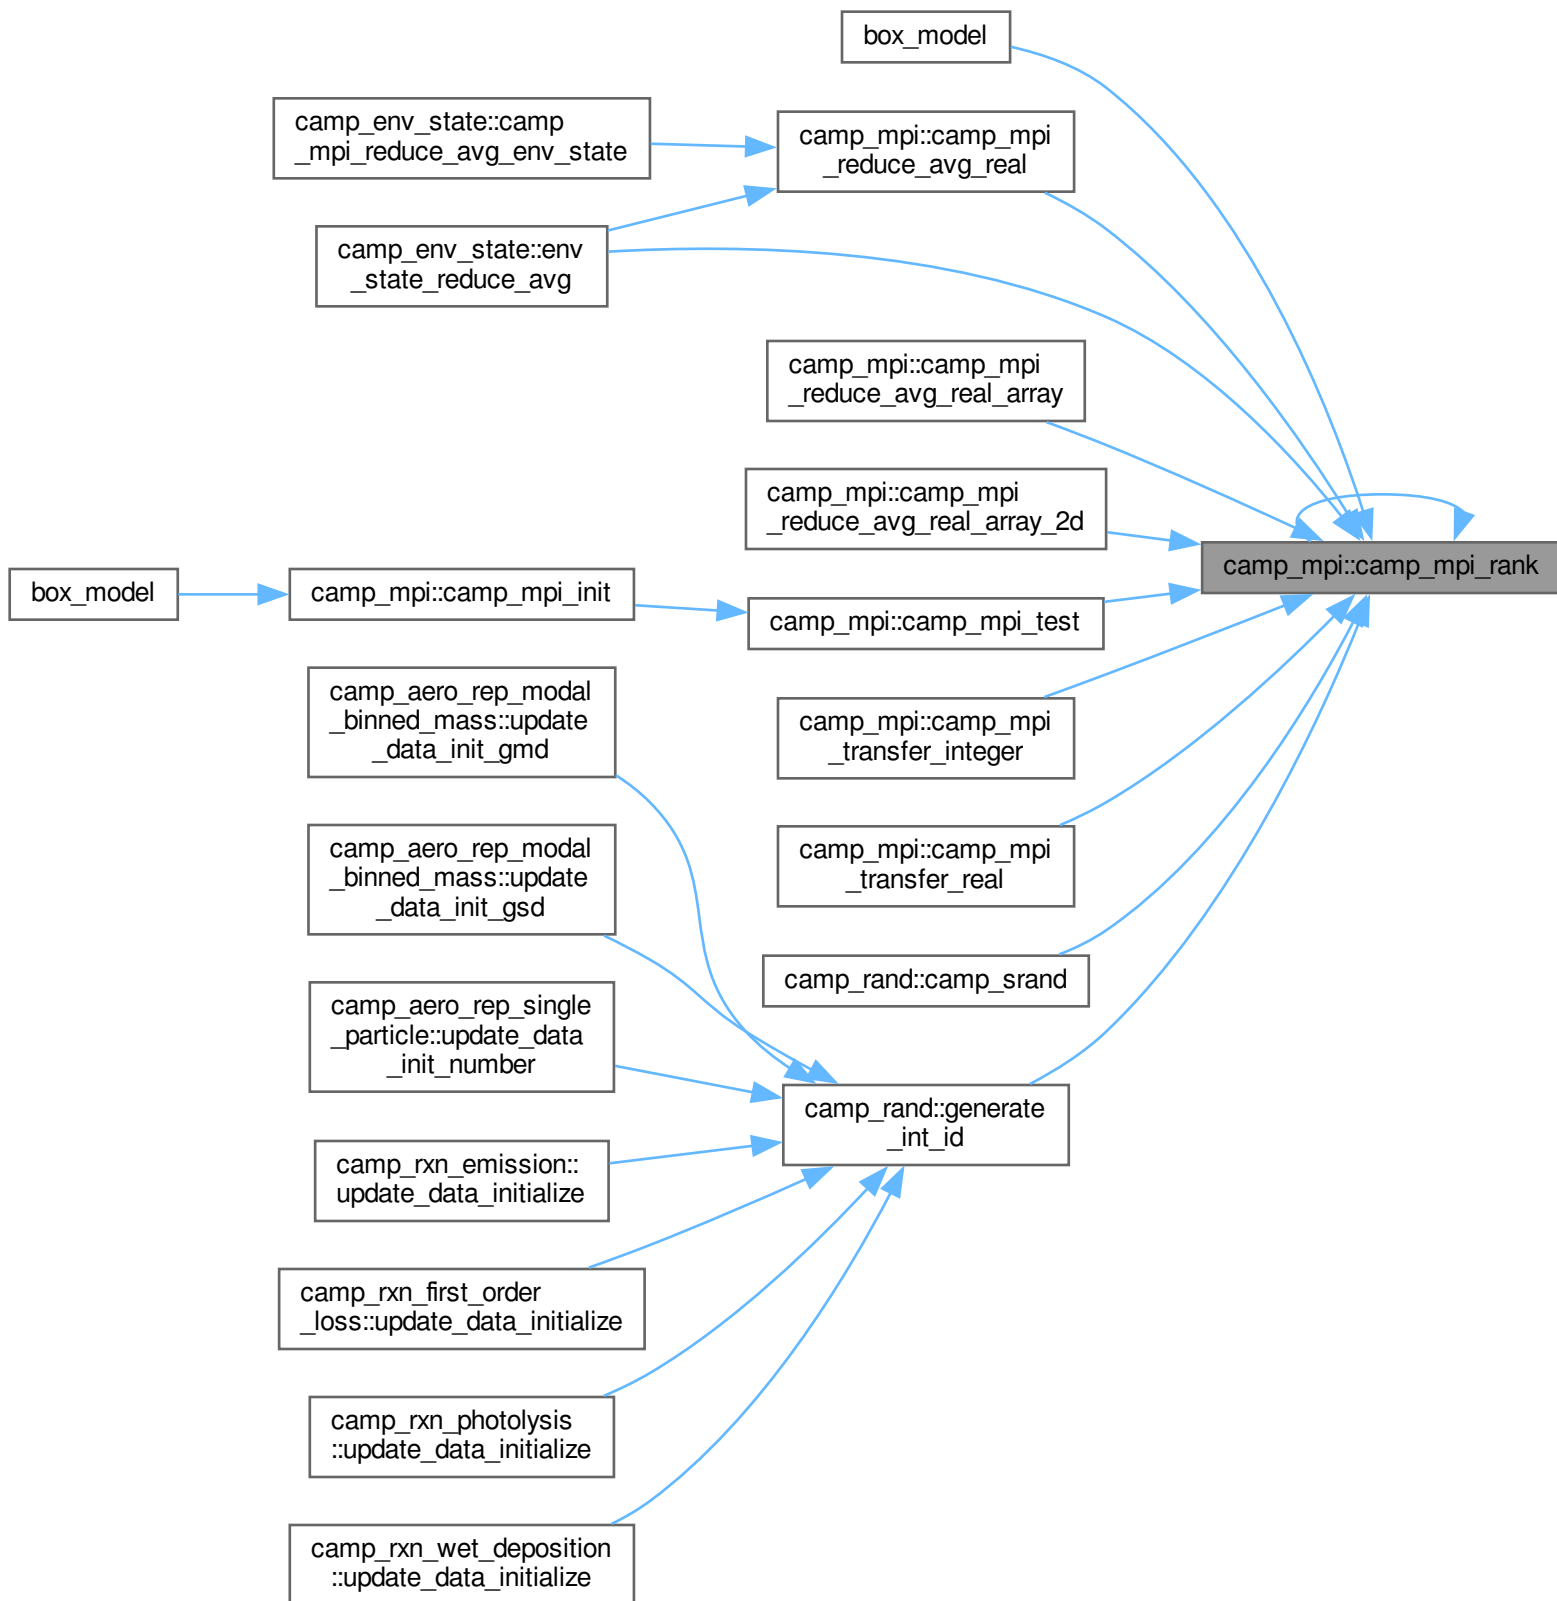 box_model
camp_env_state::camp
_mpi_reduce_avg_env_state
camp_mpi::camp_mpi
_reduce_avg_real
camp_env_state::env
_state_reduce_avg
camp_mpi::camp_mpi
_reduce_avg_real_array
camp_mpi::camp_mpi
_reduce_avg_real_array_2d
camp_mpi::camp_mpi_rank
box_model
camp_mpi::camp_mpi_init
camp_mpi::camp_mpi_test
camp_aero_rep_modal
_binned_mass::update
_data_init_gmd
camp_mpi::camp_mpi
_transfer_integer
camp_aero_rep_modal
_binned_mass::update
_data_init_gsd
camp_mpi::camp_mpi
_transfer_real
camp_aero_rep_single
_particle::update_data
_init_number
camp_rand::camp_srand
camp_rand::generate
_int_id
camp_rxn_emission::
update_data_initialize
camp_rxn_first_order
_loss::update_data_initialize
camp_rxn_photolysis
::update_data_initialize
camp_rxn_wet_deposition
::update_data_initialize